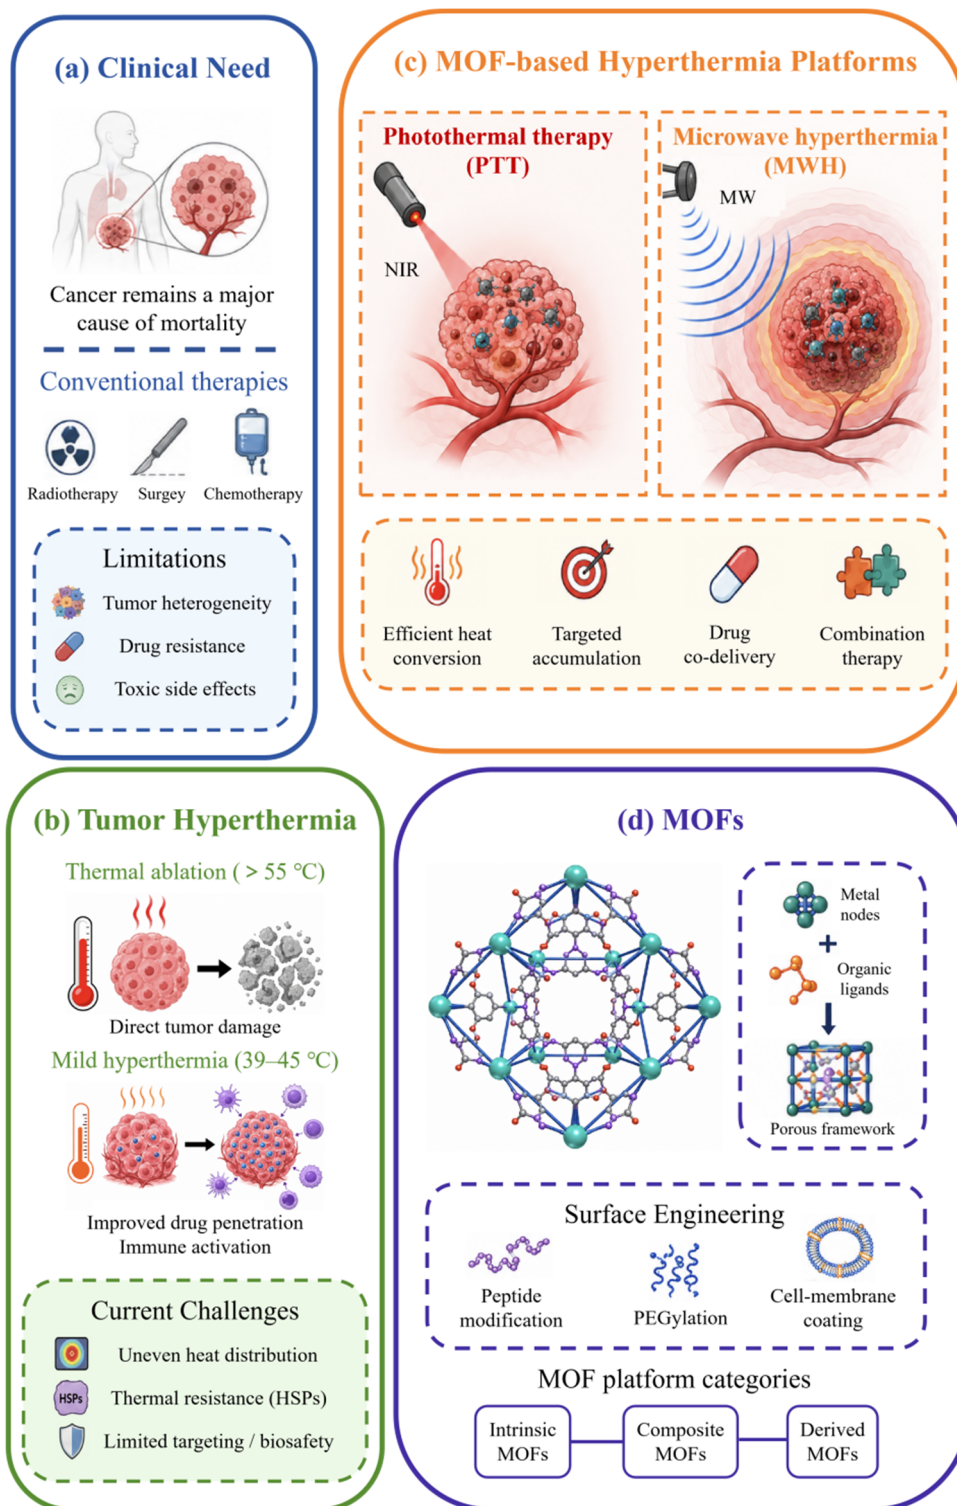 (a) Clinical Need
Cancer remains a major
cause of mortality
Conventional therapies
Radiotherapy
Surgey
Chemotherapy
Limitations
Tumor heterogeneity
Drug resistance
Toxic side effects
(b) Tumor Hyperthermia
Thermal ablation ( > 55 °C)
Direct tumor damage
Mild hyperthermia (39–45 °C)
Improved drug penetration
Immune activation
Current Challenges
Uneven heat distribution
HSPs
Thermal resistance (HSPs)
Limited targeting / biosafety
(c) MOF-based Hyperthermia Platforms
Photothermal therapy
(PTT)
NIR
Microwave hyperthermia
(MWH)
MW
Efficient heat
conversion
Targeted
accumulation
Drug
co-delivery
Combination
therapy
(d) MOFs
Metal
nodes
+
Organic
ligands
Porous framework
Surface Engineering
Peptide
modification
PEGylation
Cell-membrane
coating
MOF platform categories
Intrinsic
MOFs
Composite
MOFs
Derived
MOFs